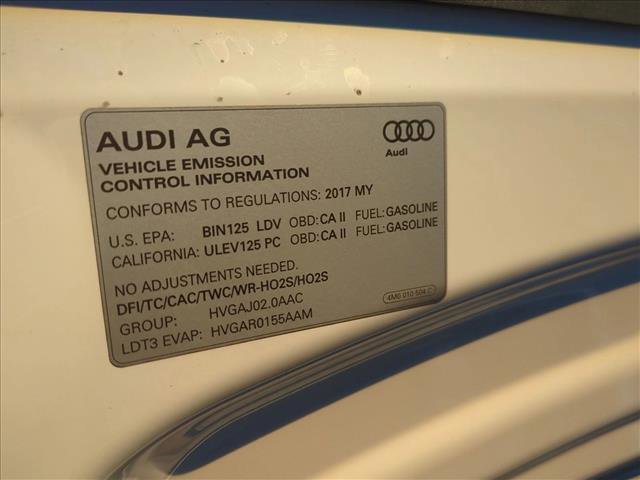 AUDI AG
Audi
VEHICLE EMISSION
CONTROL INFORMATION
CONFORMS TO REGULATIONS: 2017 MY
U.S. EPA: BIN125 LDV OBD:CA II FUEL:GASOLINE
CALIFORNIA: ULEV125 PC OBD:CA II FUEL:GASOLINE
NO ADJUSTMENTS NEEDED.
DFI/TC/CAC/TWC/WR-HO2S/HO2S
GROUP: HVGAJ02.0AAC
LDT3 EVAP: HVGAR0155AAM
4M0 010 504 C